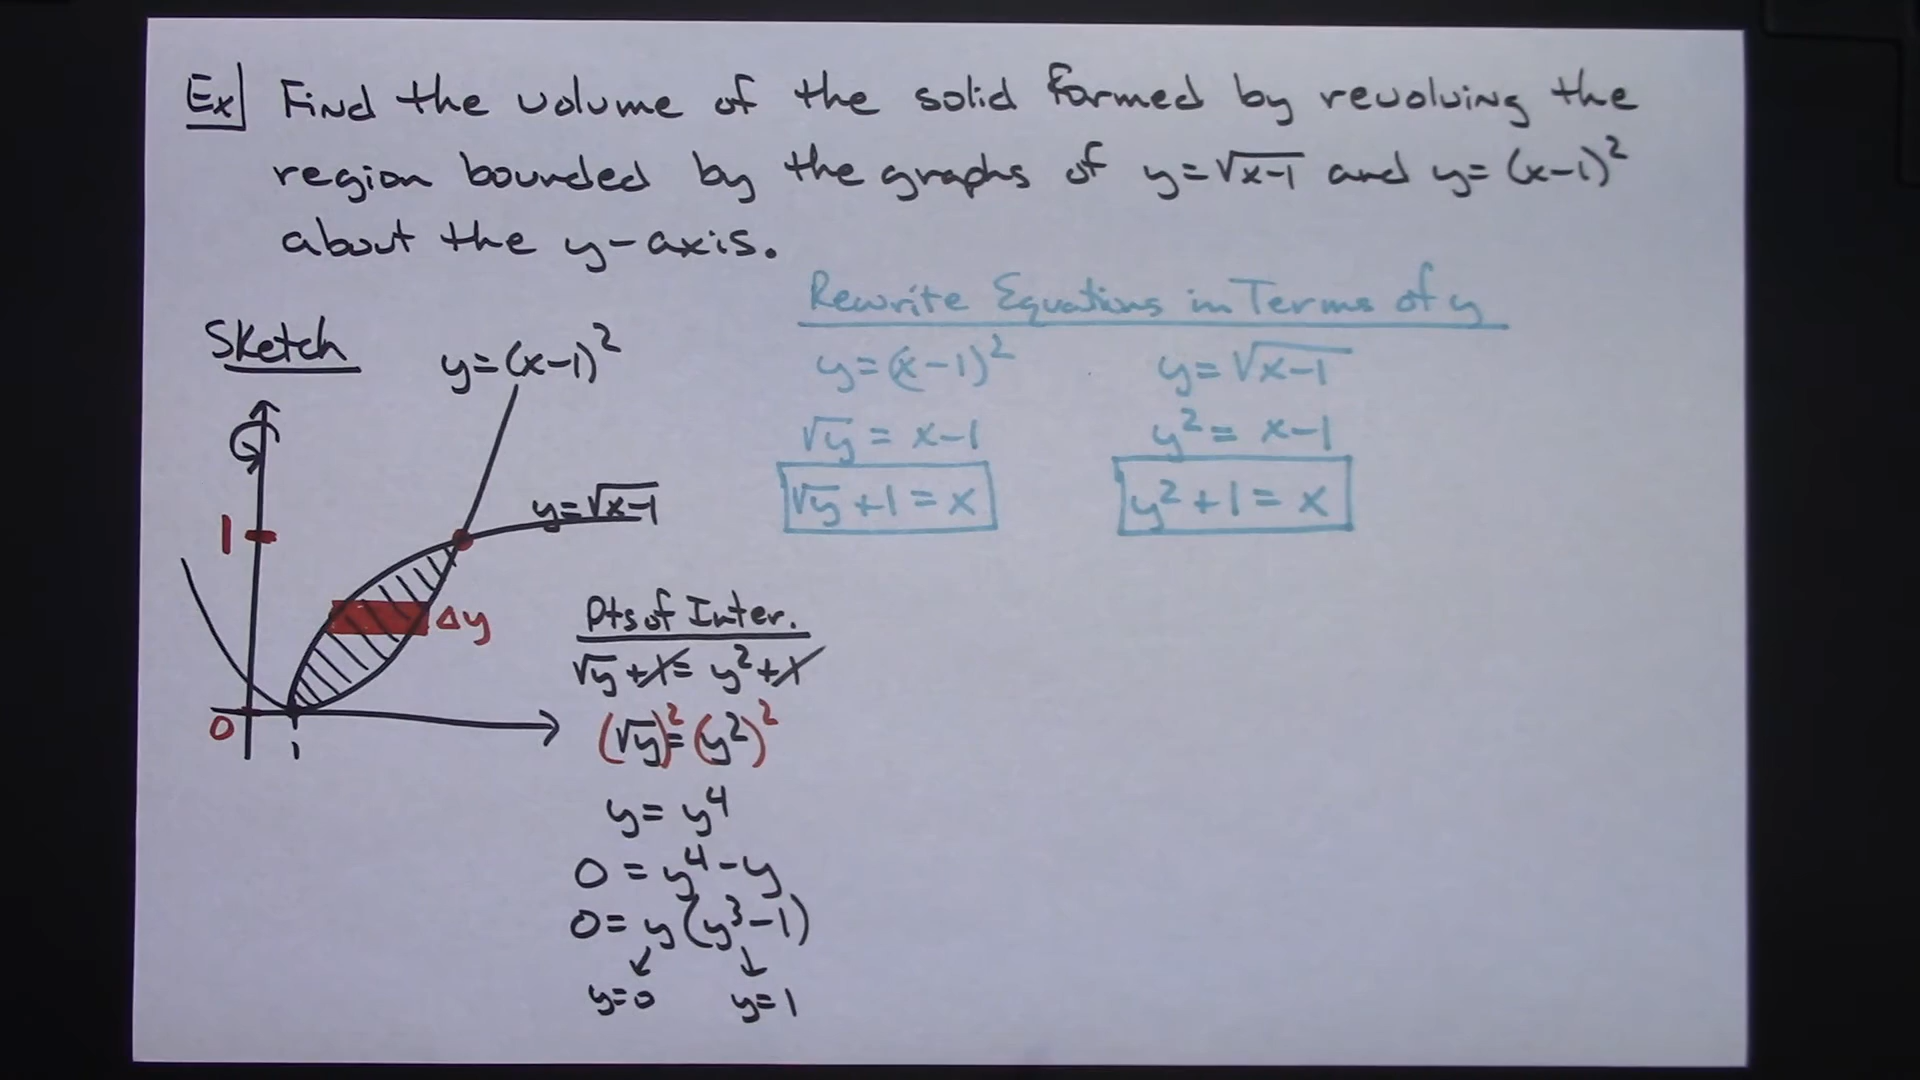 Ex Find the volume of the solid formed by revolving the
region bounded by the graphs of y=√x-1 and y=(x-1)²
about the y-axis.
Rewrite Equations in Terms of y
y=(x-1)² y=√x-1
√y = x-1 y² = x-1
√y+1=x y²+1=x
Sketch
y=(x-1)²
y=√x-1
1
Δy
0
1
Pts of Inter.
√y+1=y²+1
(√y)²=(y²)²
y=y⁴
0=y⁴-y
0=y(y³-1)
y=0 y=1